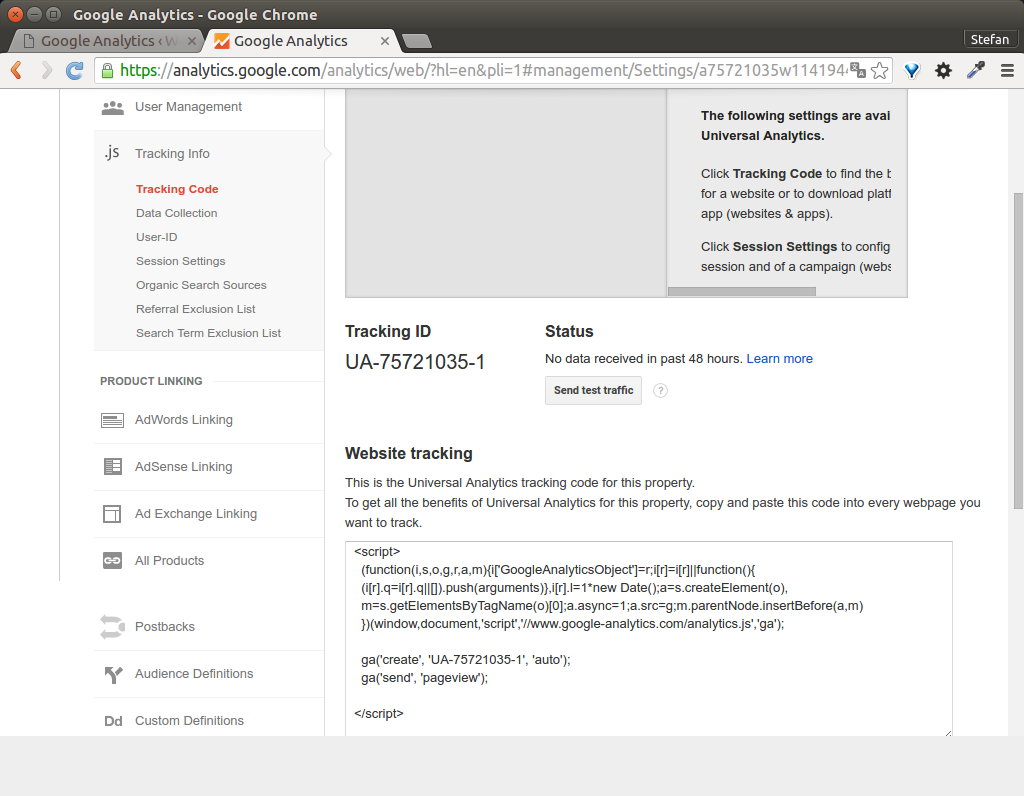 Google Analytics - Google Chrome
Google Analytics ‹ W
Google Analytics
Stefan
https://analytics.google.com/analytics/web/?hl=en&pli=1#management/Settings/a75721035w114194
User Management
.js Tracking Info
Tracking Code
Data Collection
User-ID
Session Settings
Organic Search Sources
Referral Exclusion List
Search Term Exclusion List
PRODUCT LINKING
AdWords Linking
AdSense Linking
Ad Exchange Linking
All Products
Postbacks
Audience Definitions
Dd Custom Definitions
The following settings are avai
Universal Analytics.
Click Tracking Code to find the b
for a website or to download platf
app (websites & apps).
Click Session Settings to config
session and of a campaign (webs
Tracking ID
UA-75721035-1
Status
No data received in past 48 hours. Learn more
Send test traffic
?
Website tracking
This is the Universal Analytics tracking code for this property.
To get all the benefits of Universal Analytics for this property, copy and paste this code into every webpage you
want to track.
<script>
(function(i,s,o,g,r,a,m){i['GoogleAnalyticsObject']=r;i[r]=i[r]||function(){
(i[r].q=i[r].q||[]).push(arguments)},i[r].l=1*new Date();a=s.createElement(o),
m=s.getElementsByTagName(o)[0];a.async=1;a.src=g;m.parentNode.insertBefore(a,m)
})(window,document,'script','//www.google-analytics.com/analytics.js','ga');
ga('create', 'UA-75721035-1', 'auto');
ga('send', 'pageview');
</script>